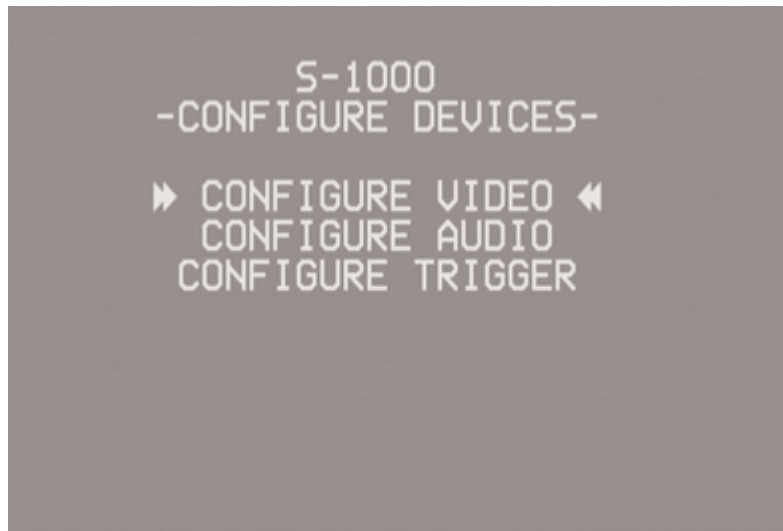 S-1000
-CONFIGURE DEVICES-
CONFIGURE VIDEO
CONFIGURE AUDIO
CONFIGURE TRIGGER